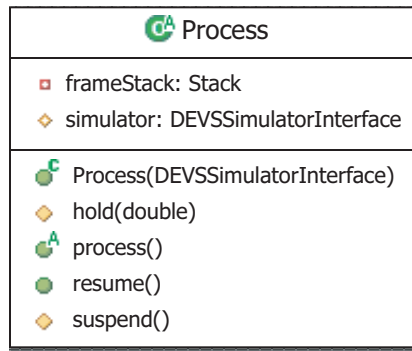 Process
frameStack: Stack
simulator: DEVSSimulatorInterface
Process(DEVSSimulatorInterface)
hold(double)
process()
resume()
suspend()